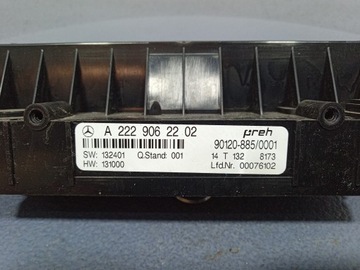 A 222 906 22 02
preh
90120-885/0001
SW: 132401 Q.Stand: 001
14 T 132 8173
HW: 131000
Lfd.Nr. 00076102